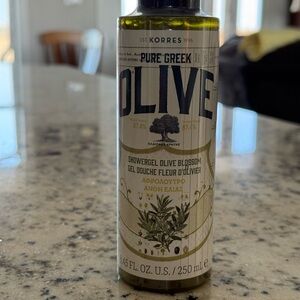 KORRES
PURE GREEK
OLIVE
SHOWERGEL OLIVE BLOSSOM
GEL DOUCHE FLEUR D'OLIVIER
ΑΦΡΟΛΟΥΤΡΟ
ΑΝΘΗ ΕΛΙΑΣ
.45 FL. OZ. U.S. / 250 mL e